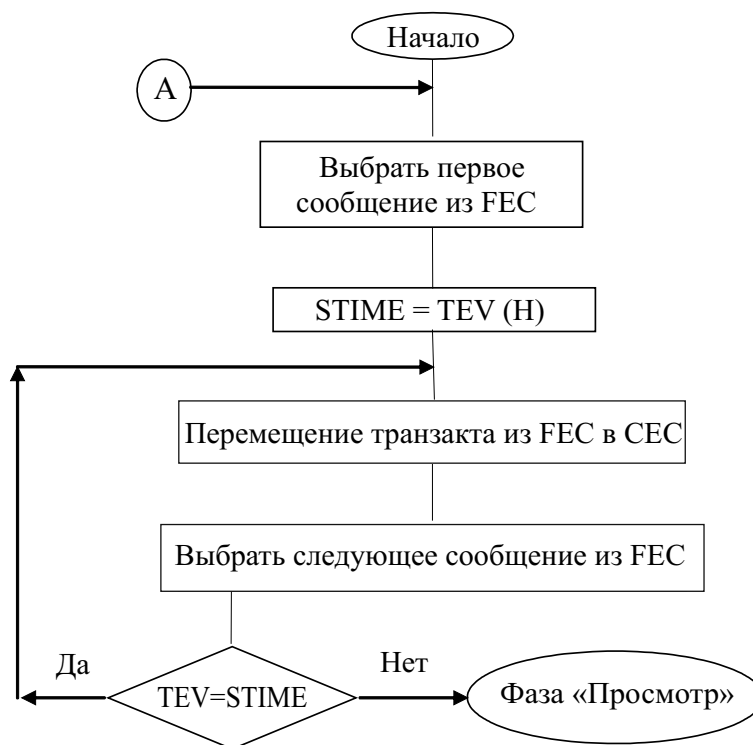 Начало
A
Выбрать первое
сообщение из FEC
STIME = TEV (H)
Перемещение транзакта из FEC в CEC
Выбрать следующее сообщение из FEC
Да
TEV=STIME
Нет
Фаза «Просмотр»